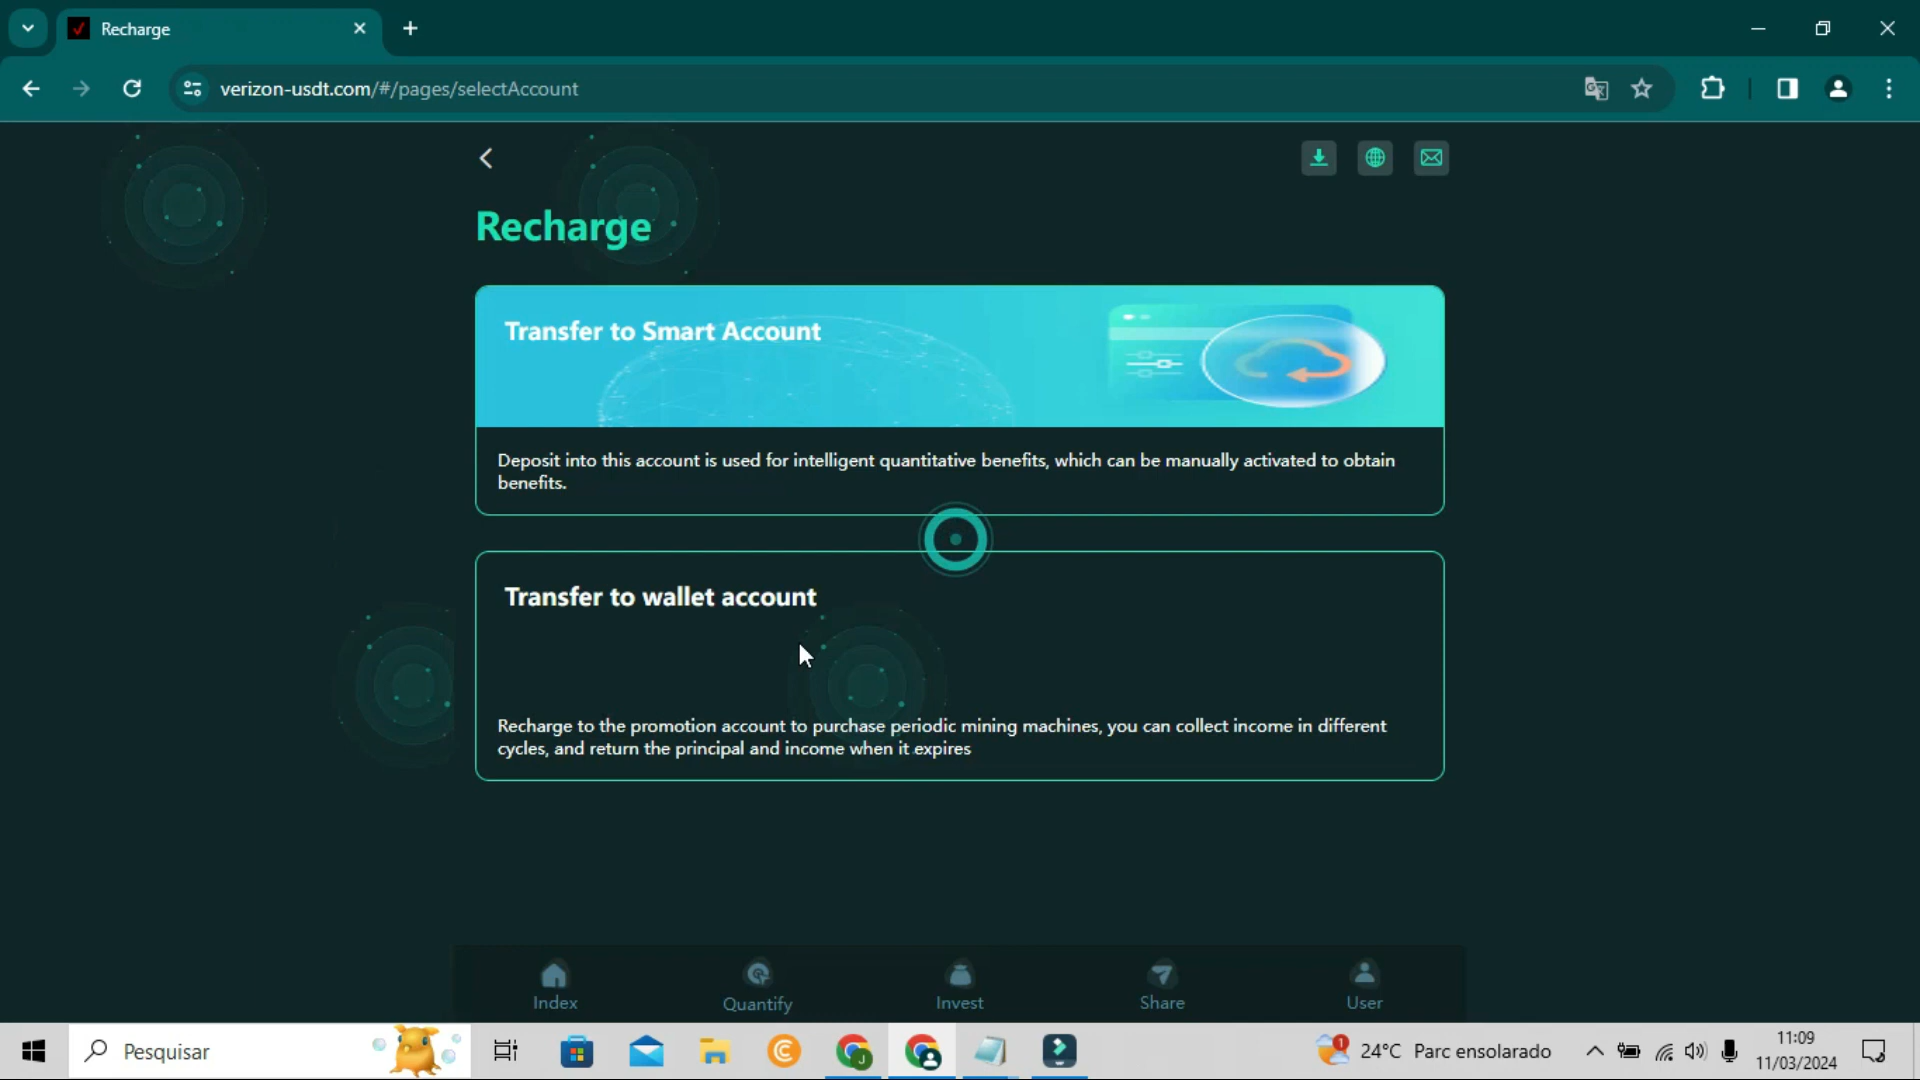 Recharge
verizon-usdt.com/#/pages/selectAccount
Recharge
Transfer to Smart Account
Deposit into this account is used for intelligent quantitative benefits, which can be manually activated to obtain
benefits.
Transfer to wallet account
Recharge to the promotion account to purchase periodic mining machines, you can collect income in different
cycles, and return the principal and income when it expires
Index
Quantify
Invest
Share
User
Pesquisar
1
24°C Parc ensolarado
11:09
11/03/2024
J